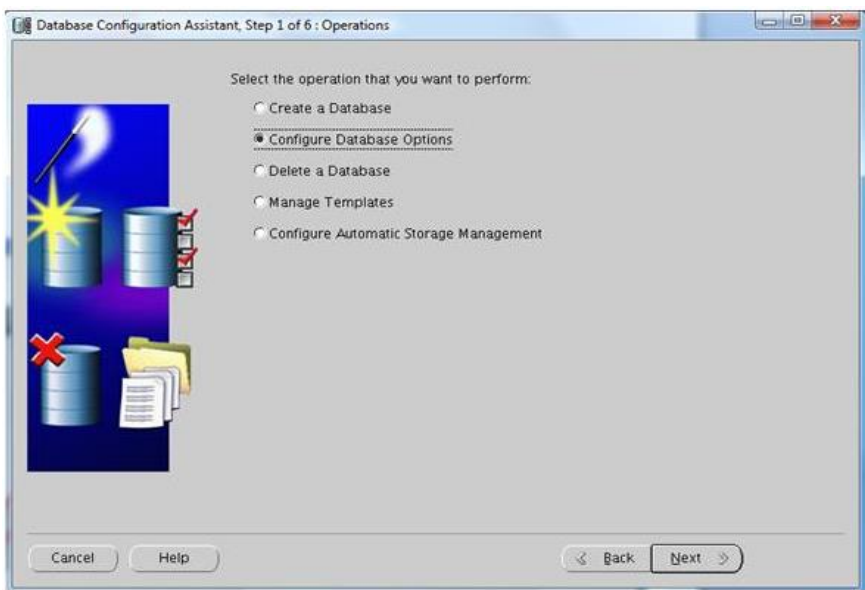 Database Configuration Assistant, Step 1 of 6 : Operations
Select the operation that you want to perform:
Create a Database
Configure Database Options
Delete a Database
Manage Templates
Configure Automatic Storage Management
Cancel Help Back Next